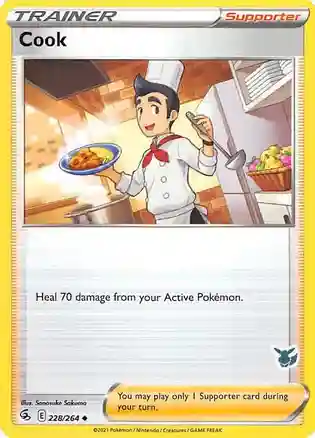 TRAINER
Supporter
Cook
Heal 70 damage from your Active Pokémon.
Illus. Sanosuke Sakuma
E 228/264
You may play only 1 Supporter card during
your turn.
©2021 Pokémon / Nintendo / Creatures / GAME FREAK